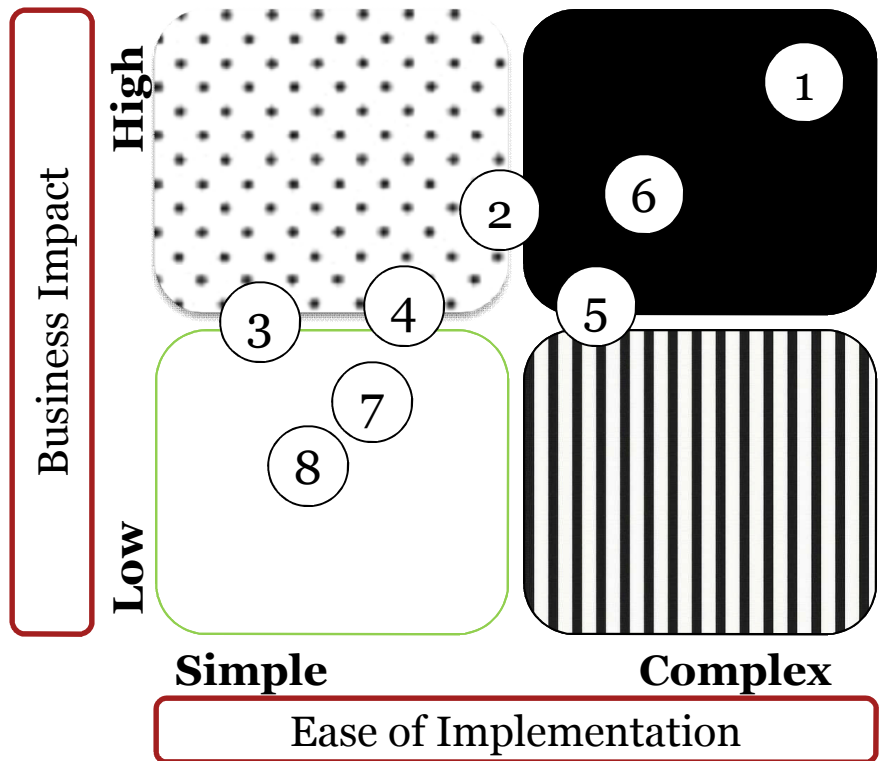 Business Impact
High
Low
1
6
2
5
4
3
7
8
Simple
Complex
Ease of Implementation